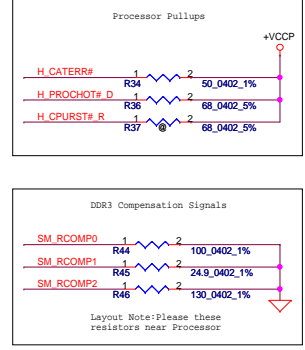 Processor Pullups
+VCCP
H_CATERR# 1 2
R34 50_0402_1%
H_PROCHOT#_D 1 2
R36 68_0402_5%
H_CPURST#_R 1 2
R37 @ 68_0402_5%
DDR3 Compensation Signals
SM_RCOMP0 1 2
R44 100_0402_1%
SM_RCOMP1 1 2
R45 24.9_0402_1%
SM_RCOMP2 1 2
R46 130_0402_1%
Layout Note:Please these
resistors near Processor